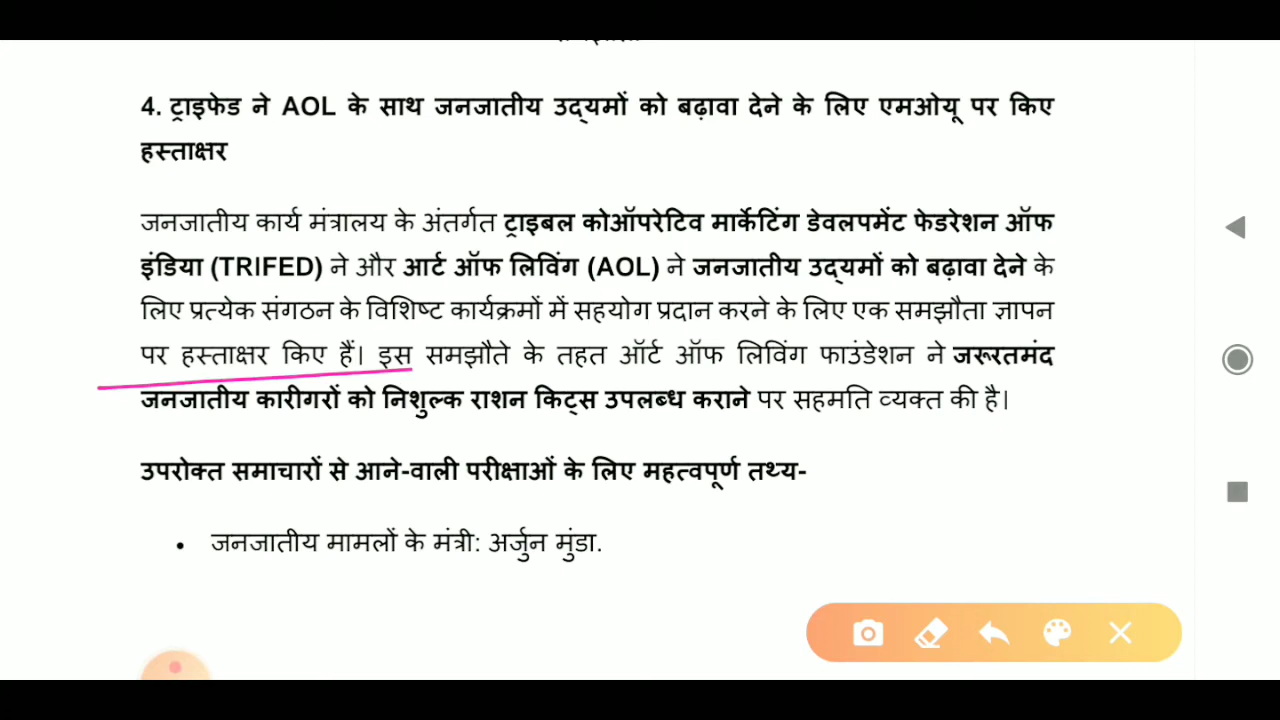 4. ट्राइफेड ने AOL के साथ जनजातीय उद्यमों को बढ़ावा देने के लिए एमओयू पर किए
हस्ताक्षर
जनजातीय कार्य मंत्रालय के अंतर्गत ट्राइबल कोऑपरेटिव मार्केटिंग डेवलपमेंट फेडरेशन ऑफ
इंडिया (TRIFED) ने और आर्ट ऑफ लिविंग (AOL) ने जनजातीय उद्यमों को बढ़ावा देने के
लिए प्रत्येक संगठन के विशिष्ट कार्यक्रमों में सहयोग प्रदान करने के लिए एक समझौता ज्ञापन
पर हस्ताक्षर किए हैं। इस समझौते के तहत ऑर्ट ऑफ लिविंग फाउंडेशन ने जरूरतमंद
जनजातीय कारीगरों को निशुल्क राशन किट्स उपलब्ध कराने पर सहमति व्यक्त की है।
उपरोक्त समाचारों से आने-वाली परीक्षाओं के लिए महत्वपूर्ण तथ्य-
• जनजातीय मामलों के मंत्री: अर्जुन मुंडा.